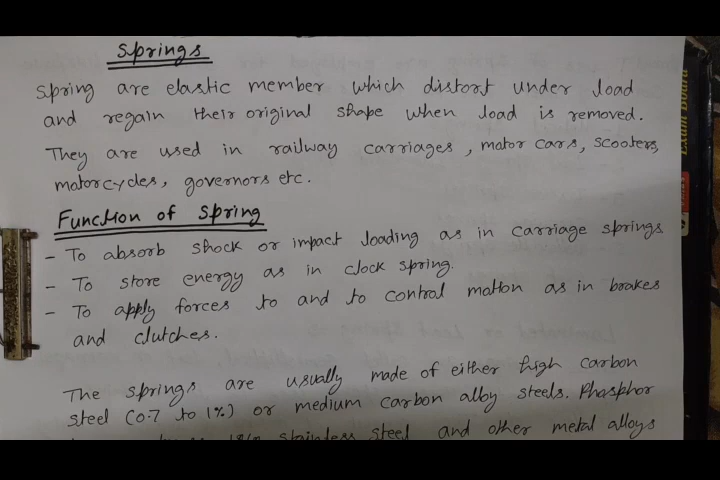 Springs
Spring are elastic member which distort under load
and regain their original shape when load is removed.
They are used in railway carriages, motor cars, scooters,
motorcycles, governors etc.
Function of Spring
- To absorb shock or impact loading as in carriage springs
- To store energy as in clock spring.
- To apply forces to and to control motion as in brakes
and clutches.
The springs are usually made of either high carbon
steel (0.7 to 1%) or medium carbon alloy steels. Phosphor
stainless steel and other metal alloys